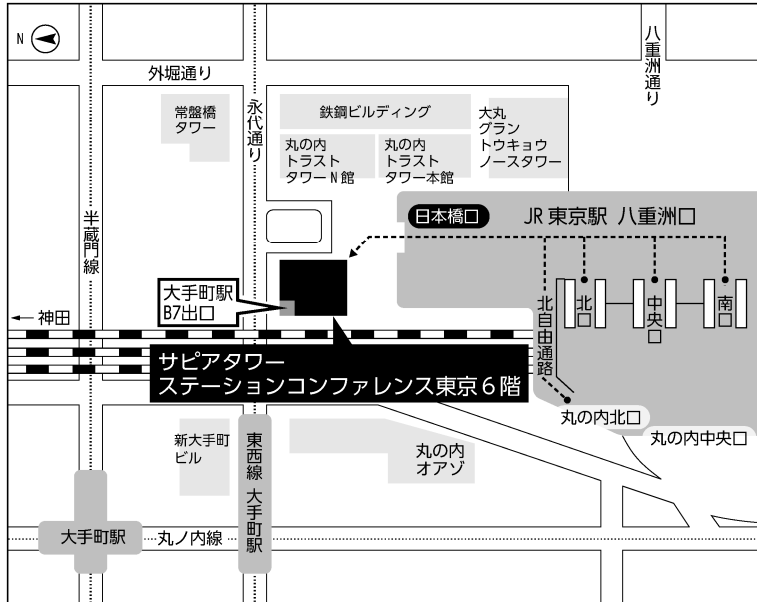 N
外堀通り
八重洲通り
常盤橋
タワー
永代通り
鉄鋼ビルディング
丸の内
トラスト
タワーN館
丸の内
トラスト
タワー本館
大丸
グラン
トウキョウ
ノースタワー
半蔵門線
日本橋口
JR東京駅 八重洲口
大手町駅
B7出口
← 神田
北自由通路
北口
中央口
南口
サピアタワー
ステーションコンファレンス東京6階
丸の内北口
丸の内中央口
新大手町
ビル
東西線 大手町駅
丸の内
オアゾ
大手町駅
丸ノ内線